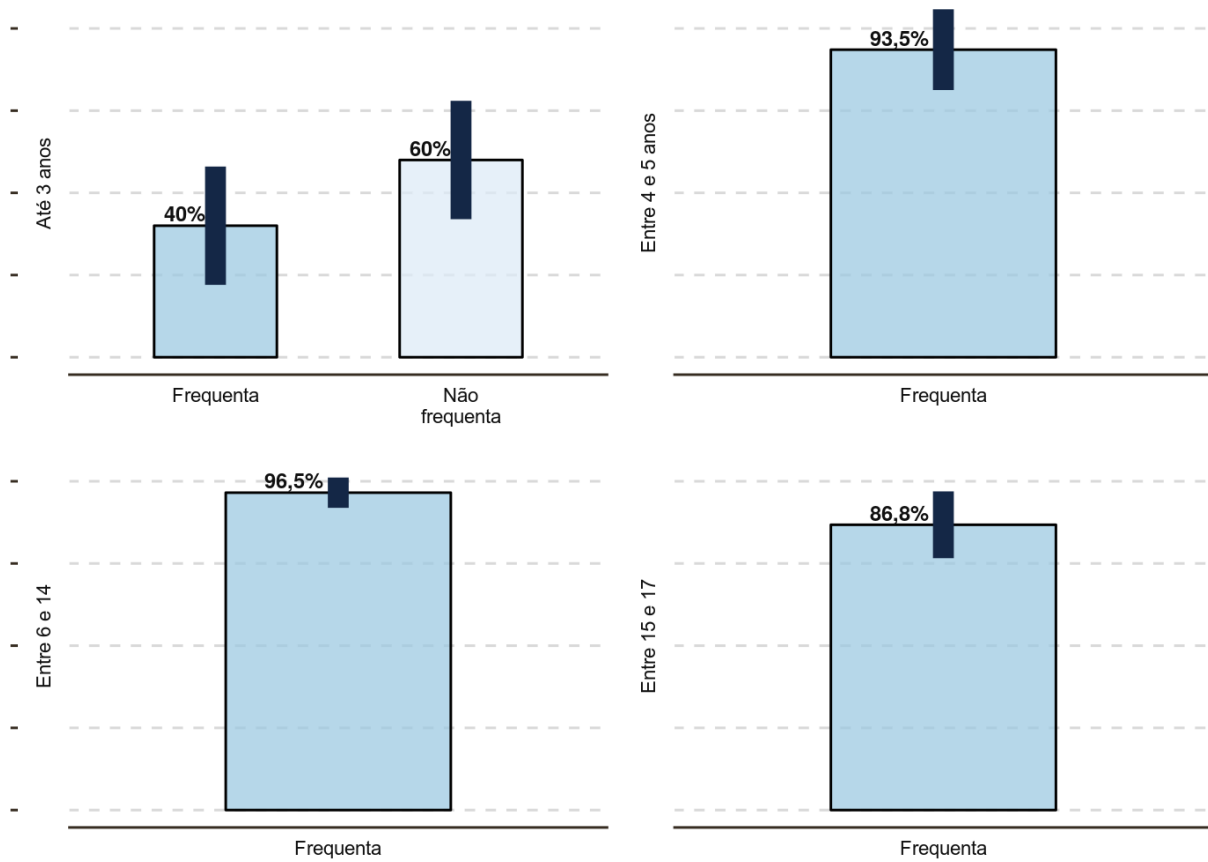 Até 3 anos
40%
60%
Frequenta
Não
frequenta
Entre 4 e 5 anos
93,5%
Frequenta
Entre 6 e 14
96,5%
Frequenta
Entre 15 e 17
86,8%
Frequenta